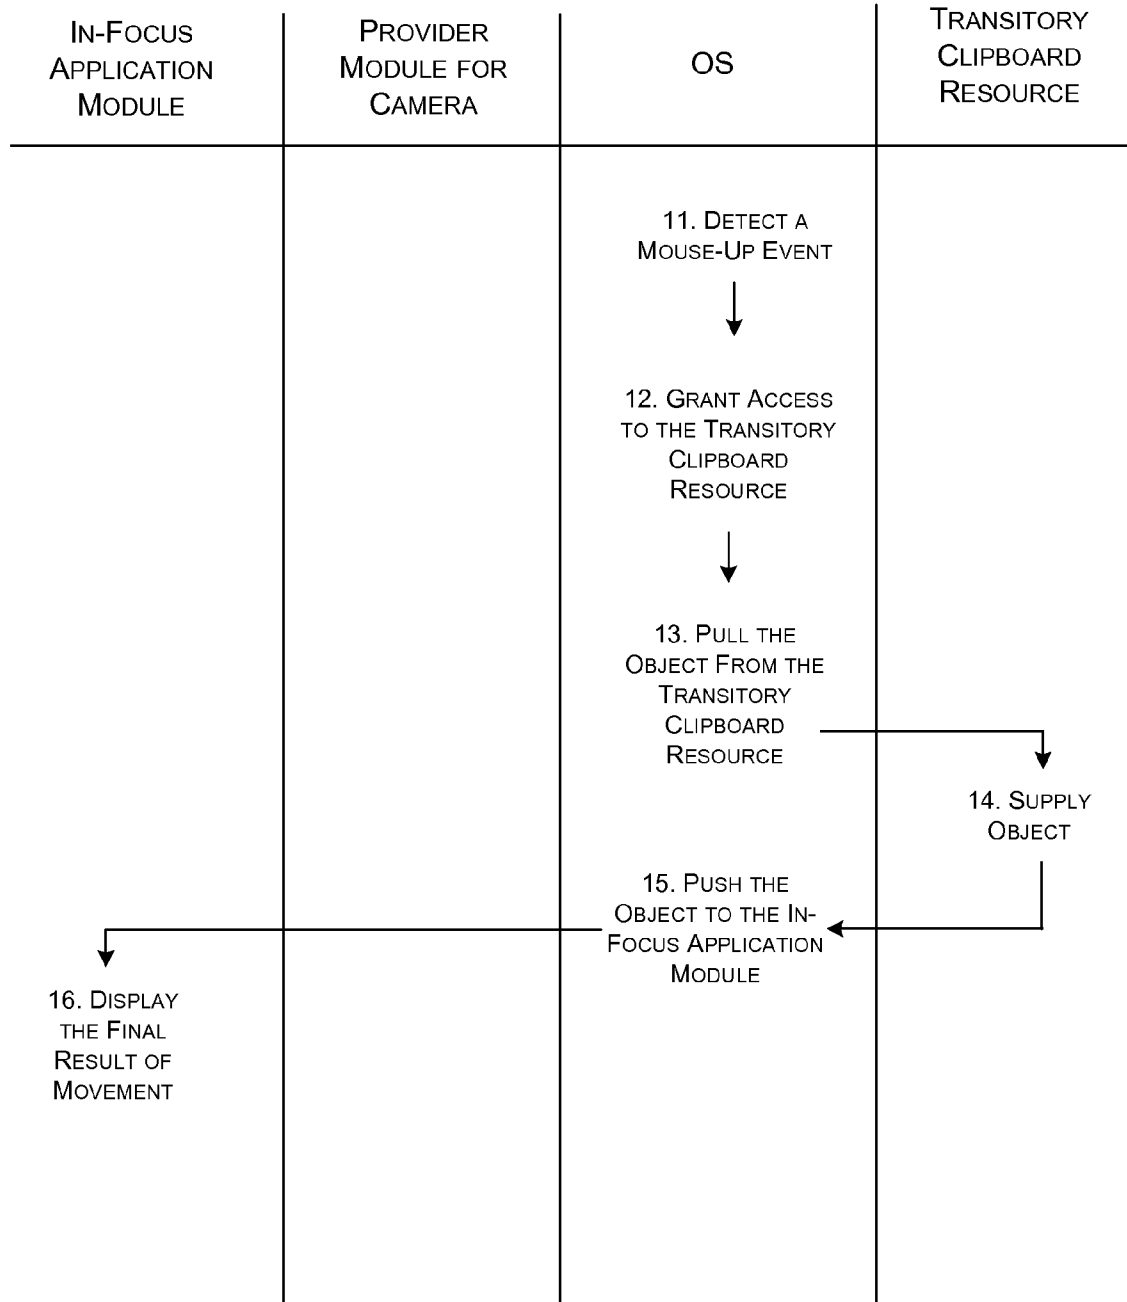 IN-FOCUS
APPLICATION
MODULE
PROVIDER
MODULE FOR
CAMERA
OS
TRANSITORY
CLIPBOARD
RESOURCE
11. DETECT A
MOUSE-UP EVENT
12. GRANT ACCESS
TO THE TRANSITORY
CLIPBOARD
RESOURCE
13. PULL THE
OBJECT FROM THE
TRANSITORY
CLIPBOARD
RESOURCE
14. SUPPLY
OBJECT
15. PUSH THE
OBJECT TO THE IN-
FOCUS APPLICATION
MODULE
16. DISPLAY
THE FINAL
RESULT OF
MOVEMENT